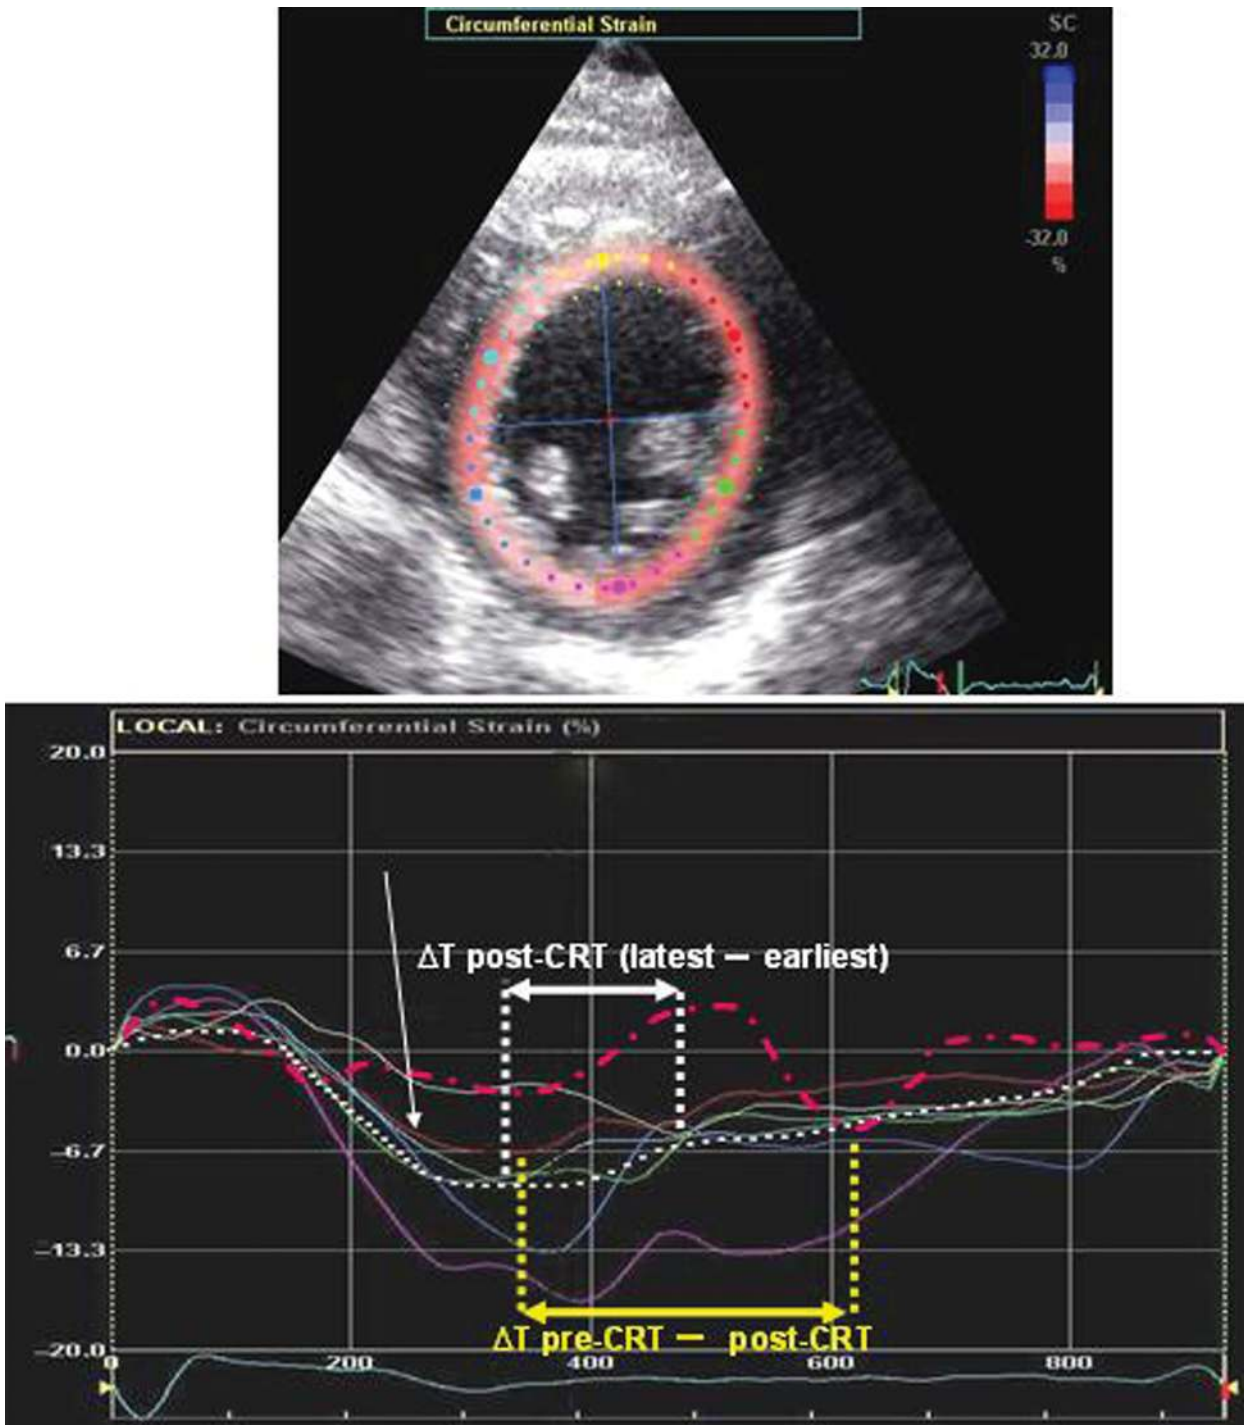 Circumferential Strain
SC
32.0
-32.0
%
LOCAL: Circumferential Strain (%)
20.0
13.3
6.7
ΔT post-CRT (latest – earliest)
0.0
-6.7
-13.3
ΔT pre-CRT – post-CRT
-20.0
0 200 400 600 800